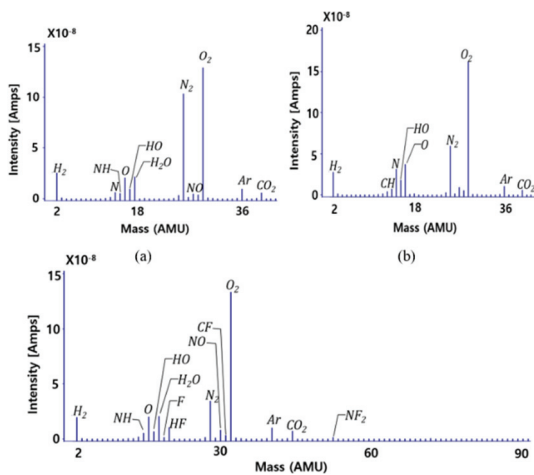 X10⁻⁸
15
10
5
0
Intensity [Amps]
H₂
NH
N
O
HO
H₂O
N₂
NO
O₂
Ar
CO₂
2
18
36
Mass (AMU)
(a)
X10⁻⁸
20
15
10
5
0
Intensity [Amps]
H₂
CH
N
HO
O
N₂
O₂
Ar
CO₂
2
18
36
Mass (AMU)
(b)
X10⁻⁸
15
10
5
0
Intensity [Amps]
H₂
NH
O
HO
H₂O
F
HF
N₂
NO
CF
O₂
Ar
CO₂
NF₂
2
30
60
90
Mass (AMU)